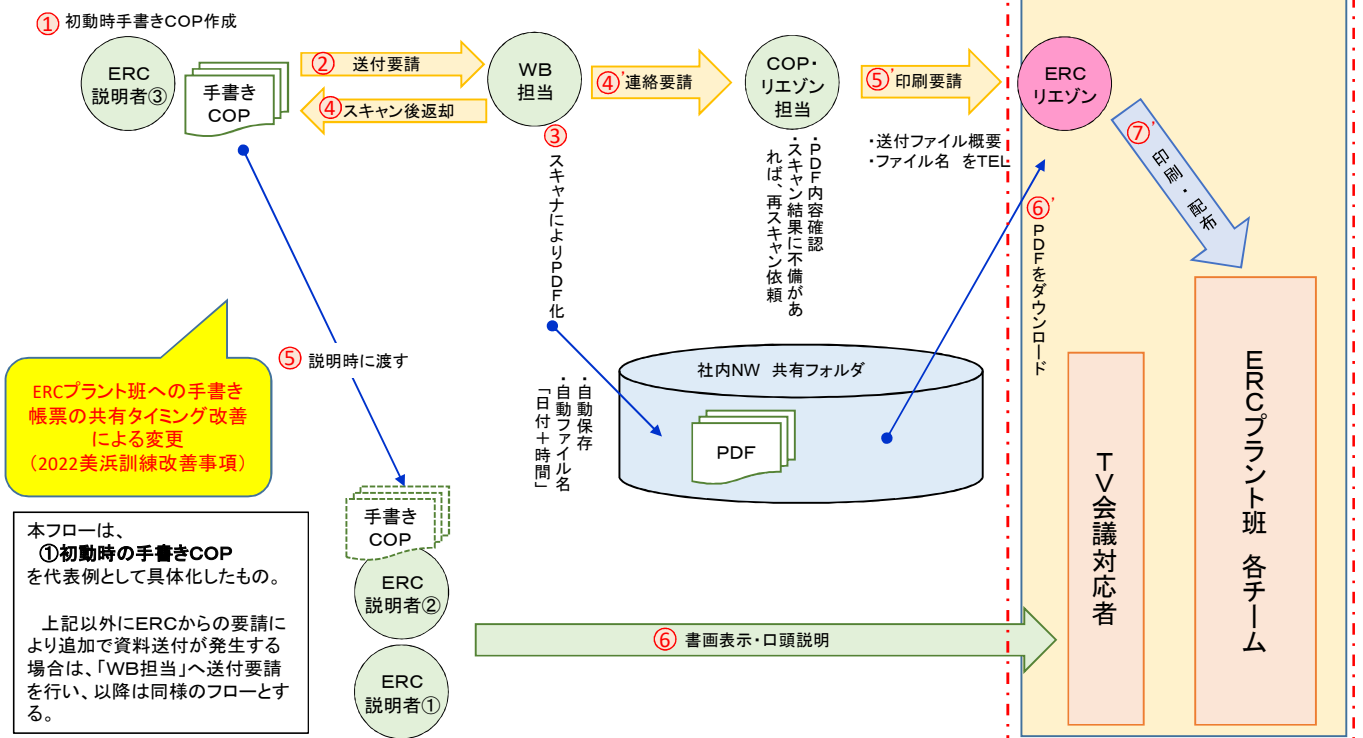 ① 初動時手書きCOP作成
ERC
説明者③
手書き
COP
② 送付要請
④スキャン後返却
WB
担当
④’連絡要請
COP・
リエゾン
担当
⑤’印刷要請
ERC
リエゾン
・送付ファイル概要
・ファイル名 をTEL
③
スキャナによりPDF化
・PDF内容確認
・スキャン結果に不備があ
れば、再スキャン依頼
⑥’
PDFをダウンロード
⑦’
印刷・配布
⑤ 説明時に渡す
・自動保存
・自動ファイル名
「日付＋時間」
社内NW 共有フォルダ
PDF
ERCプラント班への手書き
帳票の共有タイミング改善
による変更
（2022美浜訓練改善事項）
本フローは、
①初動時の手書きCOP
を代表例として具体化したもの。
上記以外にERCからの要請に
より追加で資料送付が発生する
場合は、「WB担当」へ送付要請
を行い、以降は同様のフローとす
る。
手書き
COP
ERC
説明者②
ERC
説明者①
⑥ 書画表示・口頭説明
TV会議対応者
ERCプラント班 各チーム